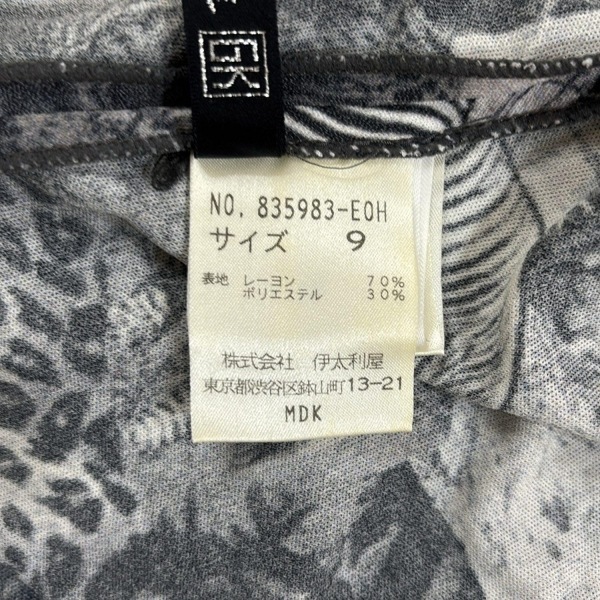 GK
NO. 835983-EOH
サイズ 9
表地 レーヨン 70%
ポリエステル 30%
株式会社 伊太利屋
東京都渋谷区鉢山町13-21
MDK